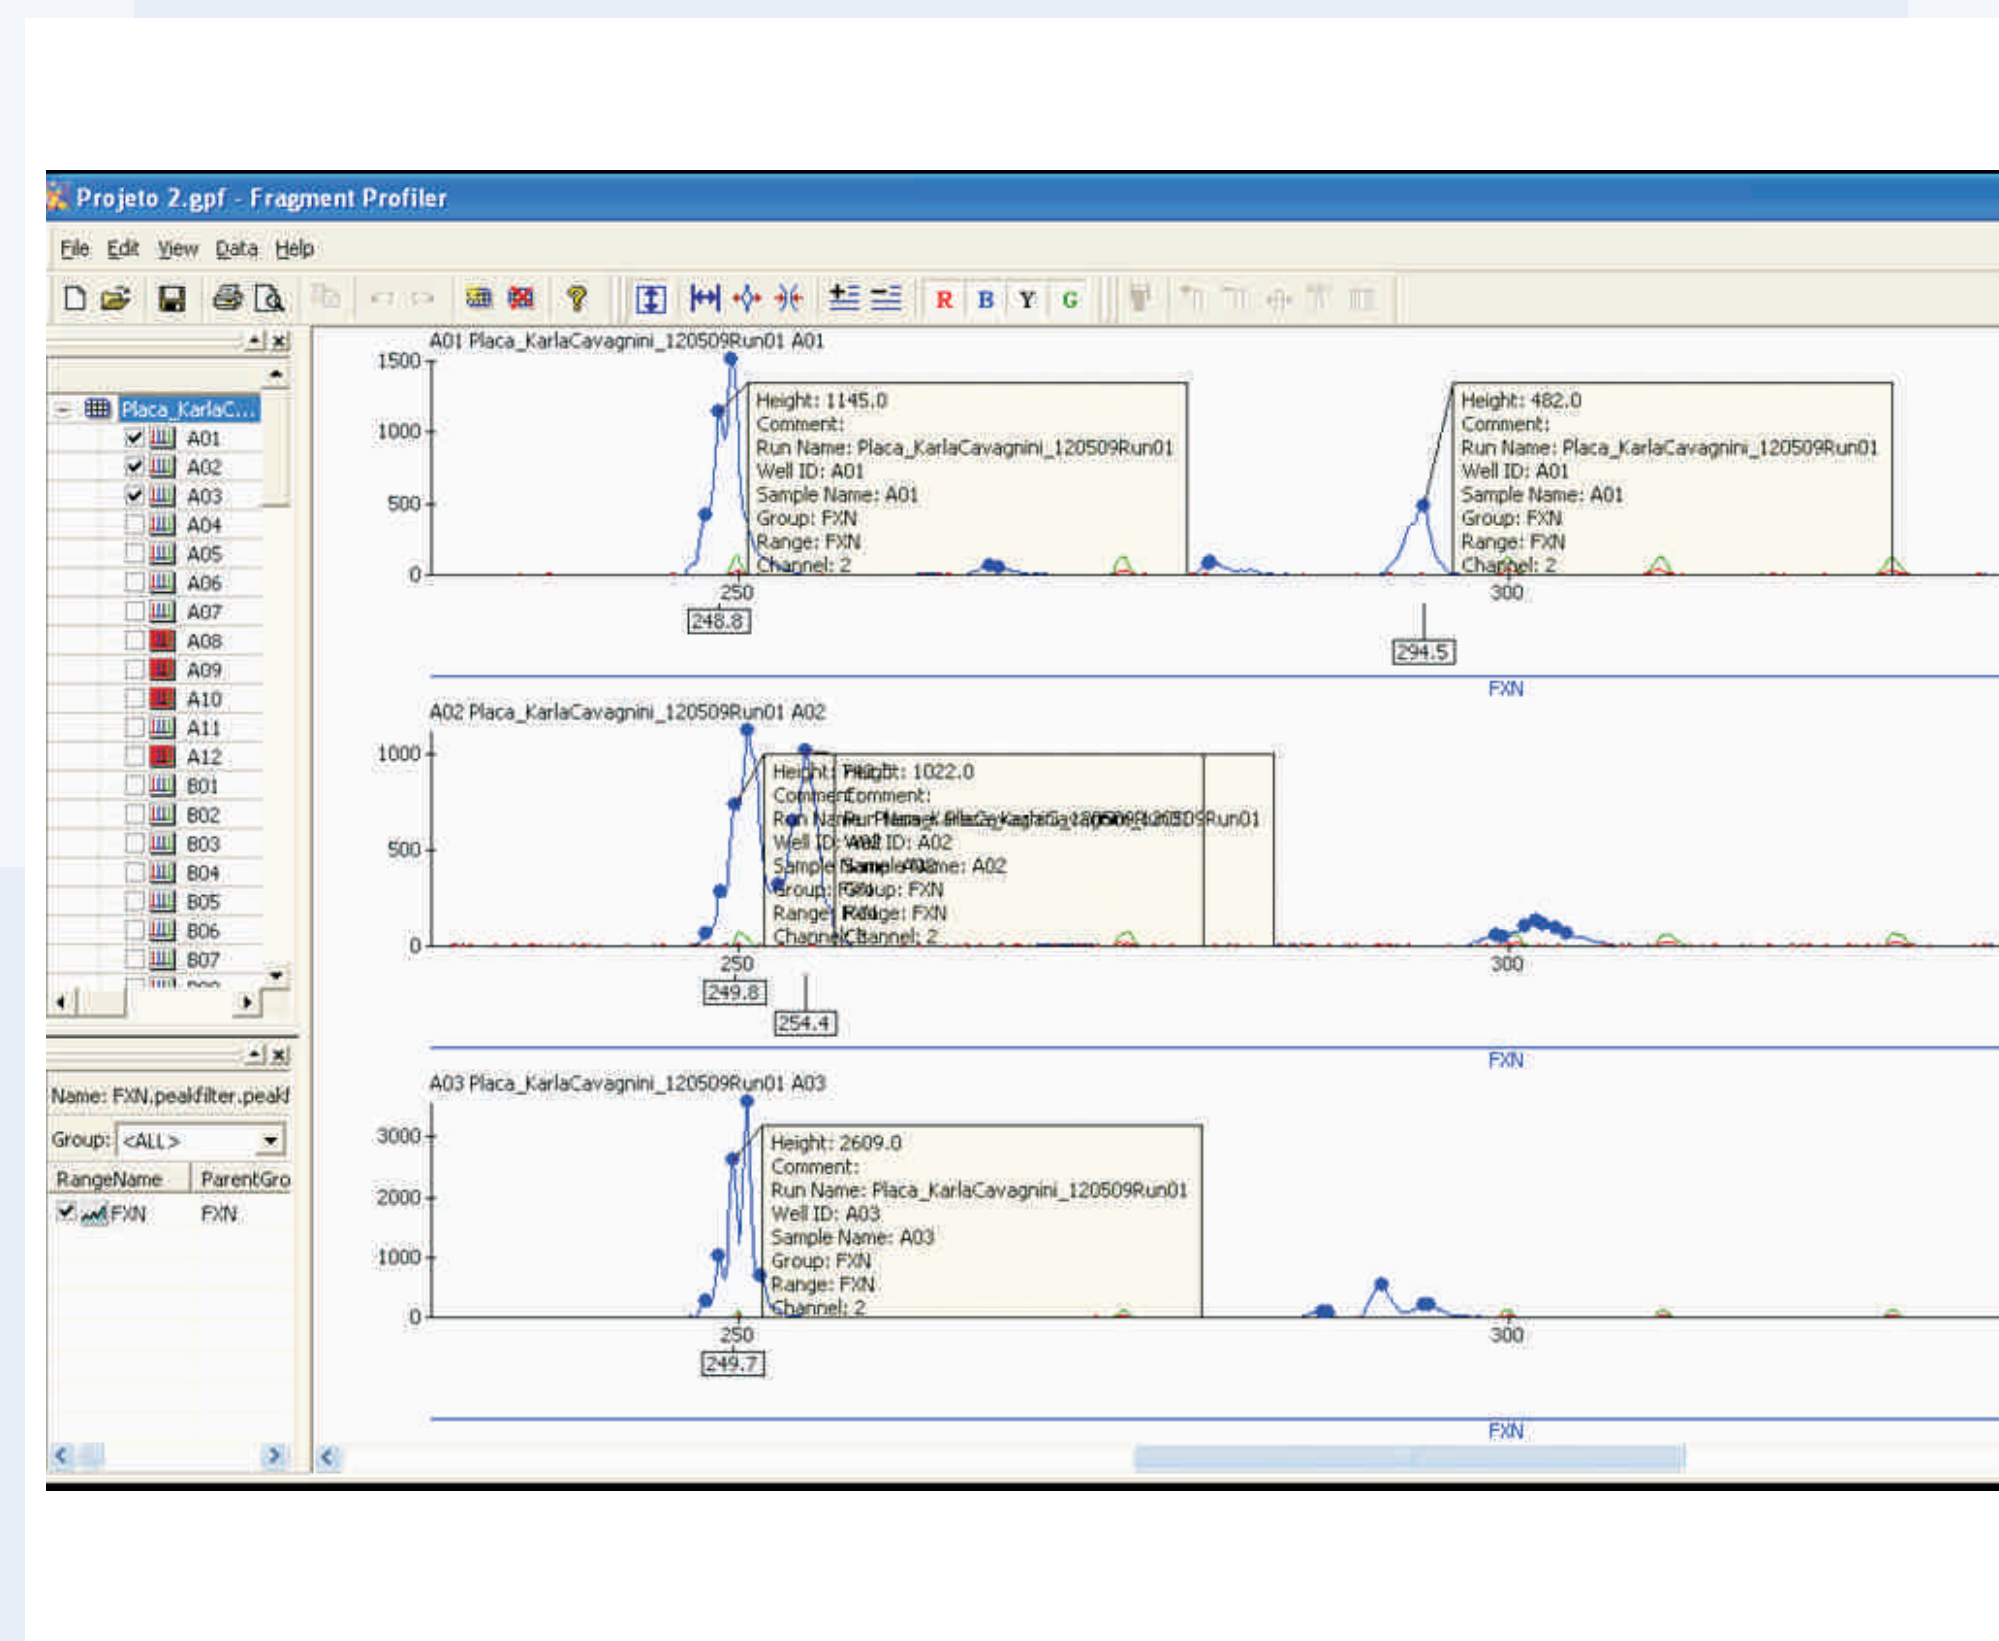 Projeto 2.gpf - Fragment Profiler
File Edit View Data Help
R B Y G
Placa_KarlaC...
A01
A02
A03
A04
A05
A06
A07
A08
A09
A10
A11
A12
B01
B02
B03
B04
B05
B06
B07
Name: FXN.peakfilter.peakf
Group: <ALL>
RangeName ParentGro
FXN FXN
A01 Placa_KarlaCavagnini_120509Run01 A01
1500
1000
500
0
Height: 1145.0
Comment:
Run Name: Placa_KarlaCavagnini_120509Run01
Well ID: A01
Sample Name: A01
Group: FXN
Range: FXN
Channel: 2
Height: 482.0
Comment:
Run Name: Placa_KarlaCavagnini_120509Run01
Well ID: A01
Sample Name: A01
Group: FXN
Range: FXN
Channel: 2
250 300
248.8
294.5
FXN
A02 Placa_KarlaCavagnini_120509Run01 A02
1000
500
0
Height: 1022.0
Comment:
Well ID: A02
Sample Name: A02
Group: FXN
Range: FXN
Channel: 2
250 300
249.8
254.4
FXN
A03 Placa_KarlaCavagnini_120509Run01 A03
3000
2000
1000
0
Height: 2609.0
Comment:
Run Name: Placa_KarlaCavagnini_120509Run01
Well ID: A03
Sample Name: A03
Group: FXN
Range: FXN
Channel: 2
250 300
249.7
FXN